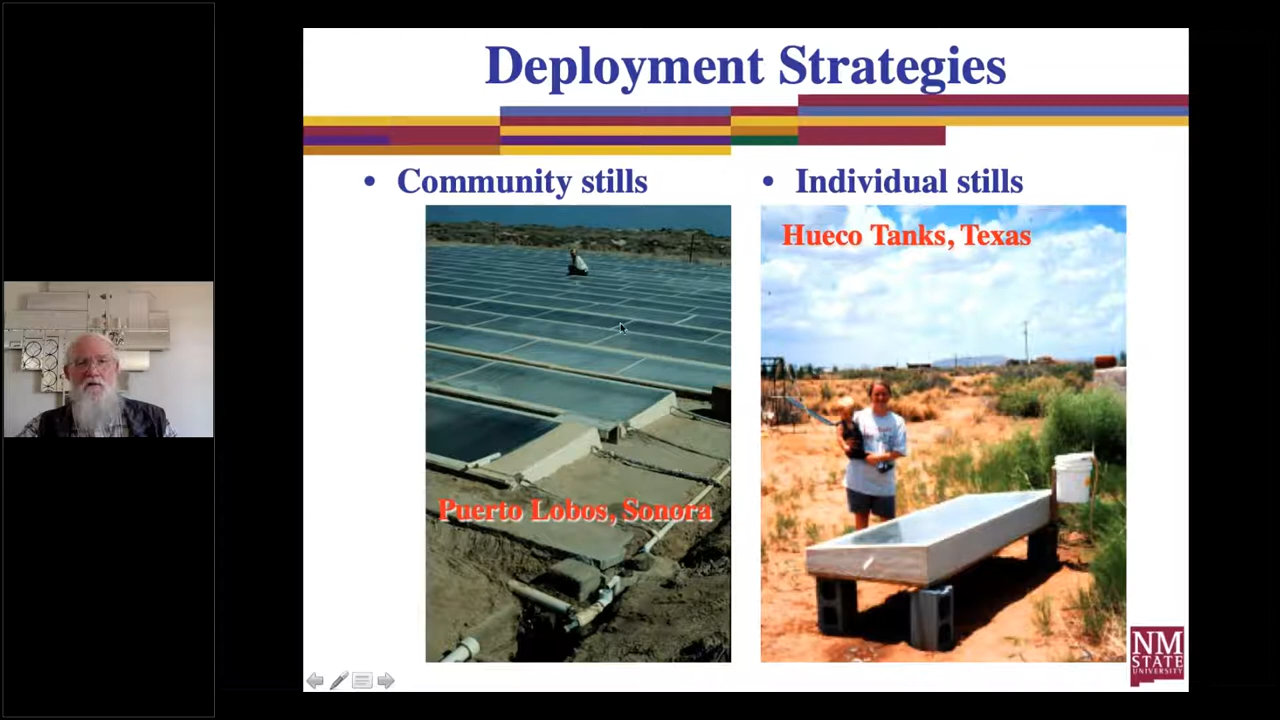 Deployment Strategies
• Community stills
• Individual stills
Hueco Tanks, Texas
Puerto Lobos, Sonora
NM
STATE
UNIVERSITY